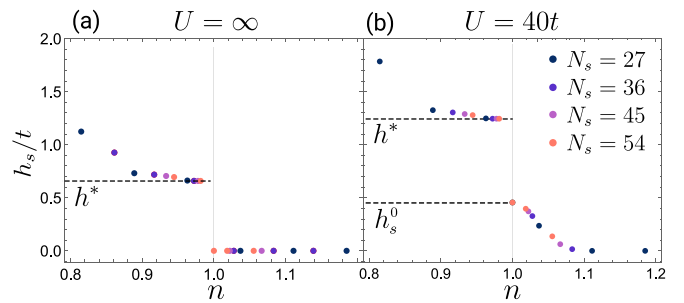 (a) U = ∞
(b) U = 40t
h_s/t
2.0
1.5
1.0
0.5
0.0
h*
0.8 0.9 1.0 1.1
n
N_s = 27
N_s = 36
N_s = 45
N_s = 54
h*
h_s^0
0.8 0.9 1.0 1.1 1.2
n